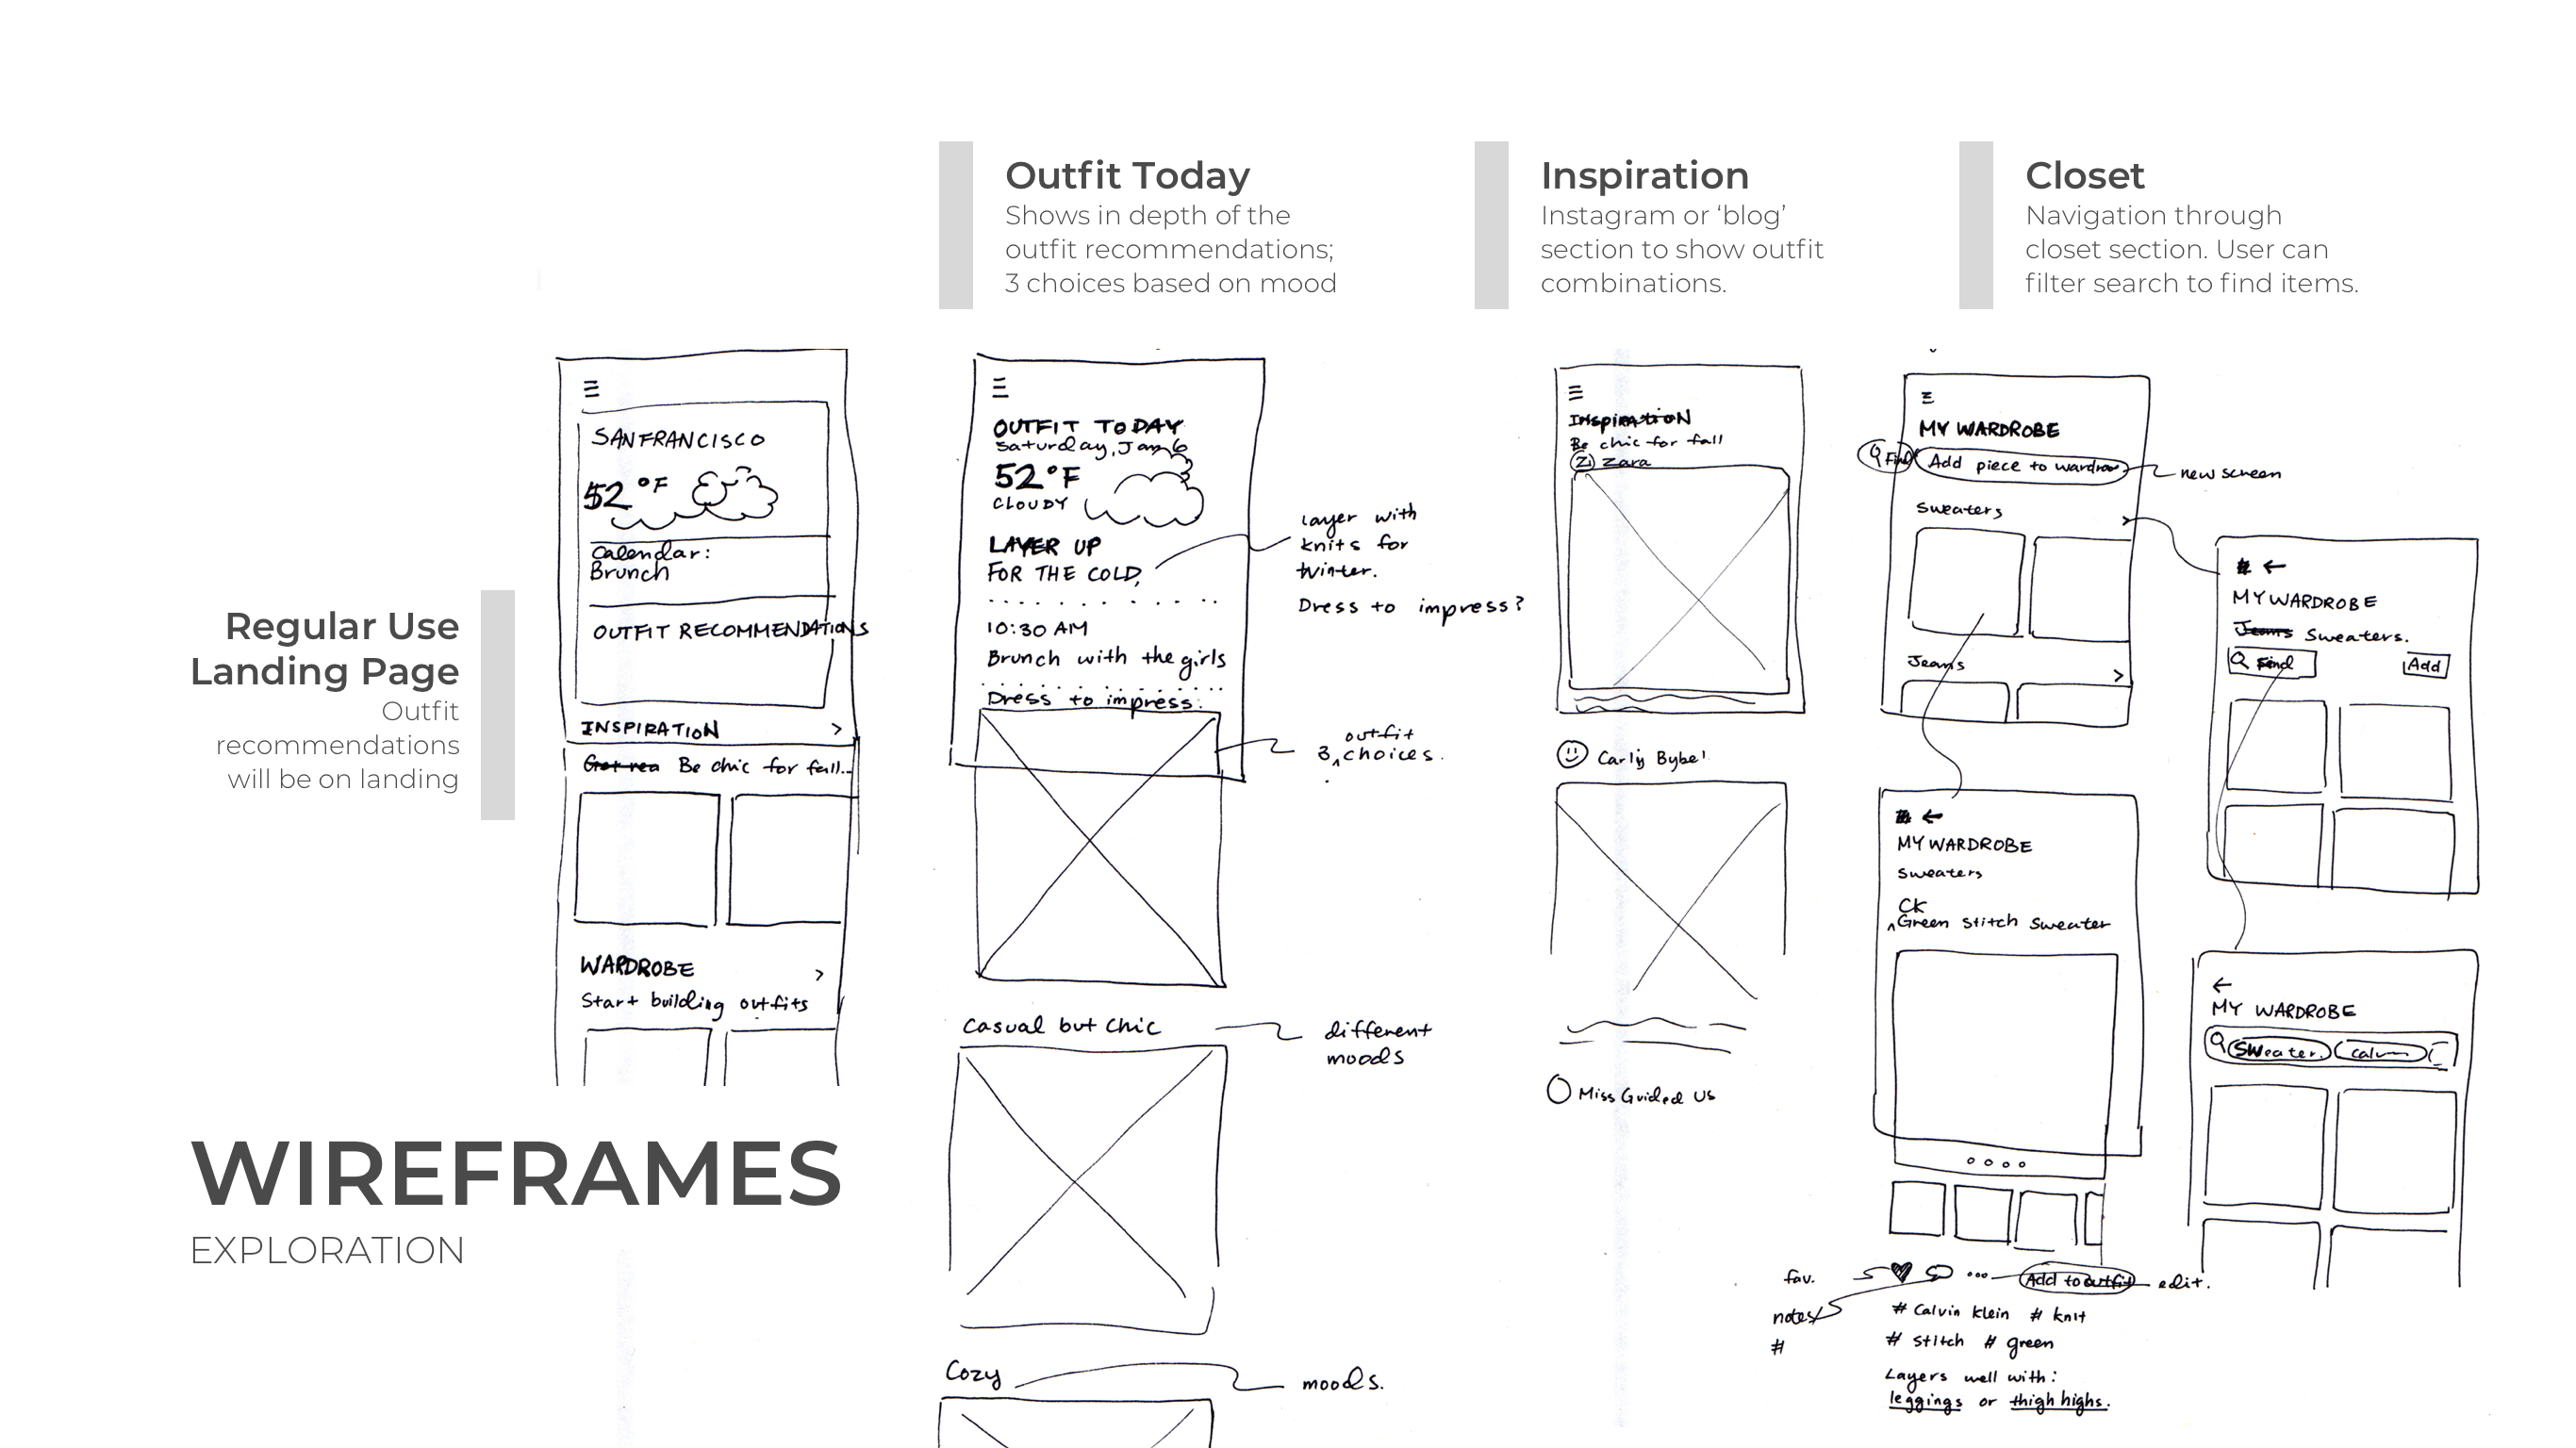 Outfit Today
Shows in depth of the
outfit recommendations;
3 choices based on mood
Inspiration
Instagram or ‘blog’
section to show outfit
combinations.
Closet
Navigation through
closet section. User can
filter search to find items.
Regular Use
Landing Page
Outfit
recommendations
will be on landing
WIREFRAMES
EXPLORATION
SAN FRANCISCO
52 °F
Calendar:
Brunch
OUTFIT RECOMMENDATIONS
INSPIRATION >
Be chic for fall..
WARDROBE >
Start building outfits
OUTFIT TODAY
Saturday, Jan 6
52°F
CLOUDY
LAYER UP
FOR THE COLD,
10:30 AM
Brunch with the girls
Dress to impress.
layer with
knits for
winter.
Dress to impress?
outfit
3 choices.
Casual but chic
different
moods
Cozy
moods.
Inspiration
Be chic for fall
Z Zara
Carly Bybel
Miss Guided US
MY WARDROBE
Find
Add piece to wardro
new screen
Sweaters >
Jeans >
←
MY WARDROBE
Jeans Sweaters.
Find Add
←
MY WARDROBE
Sweaters
CK
Green Stitch Sweater
fav.
Add to outfit
edit.
notes
#
# Calvin Klein # knit
# Stitch # green
Layers well with:
leggings or thigh highs.
←
MY WARDROBE
Sweater.